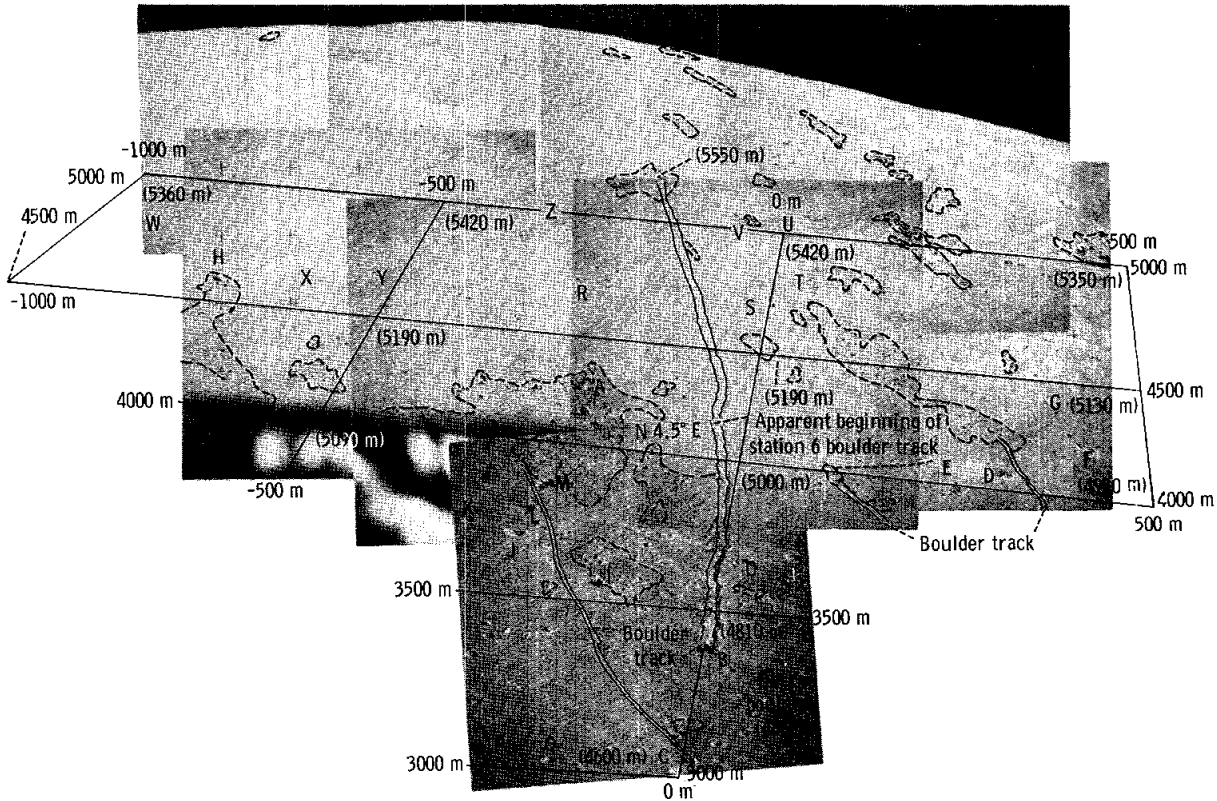 -1000 m
5000 m
(5360 m)
-500 m
(5550 m)
4500 m
W
(5420 m)
Z
0 m
V
U
(5420 m)
500 m
5000 m
(5350 m)
H
X
Y
R
T
S
-1000 m
(5190 m)
4500 m
4000 m
(5190 m)
G
(5130 m)
(5090 m)
N 4.5° E
Apparent beginning of
station 6 boulder track
-500 m
M
(5000 m)
E
D
F
4000 m
500 m
L
J
Boulder track
3500 m
3500 m
Boulder
track
B
3000 m
(4600 m)
C
3000 m
0 m